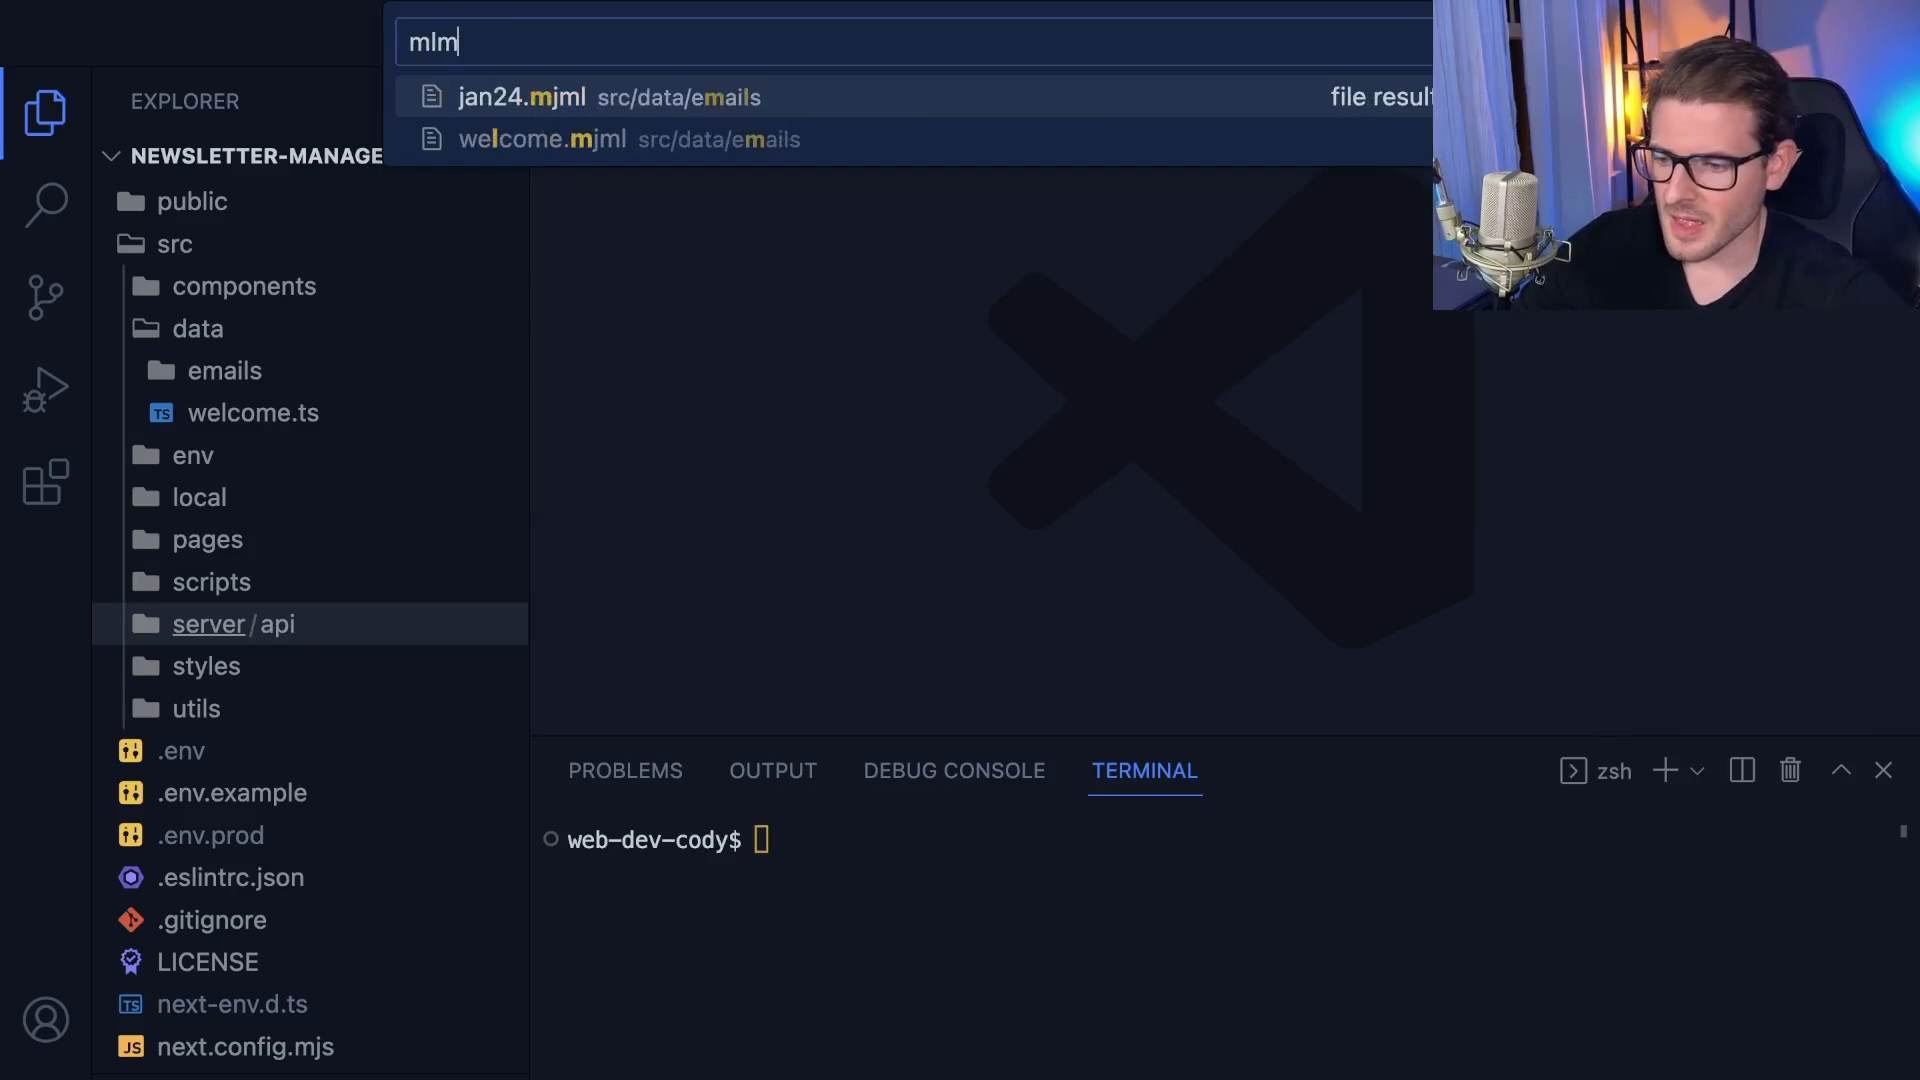 mlm
jan24.mjml src/data/emails file result
welcome.mjml src/data/emails
EXPLORER
NEWSLETTER-MANAGE
public
src
components
data
emails
TS welcome.ts
env
local
pages
scripts
server/api
styles
utils
.env
.env.example
.env.prod
.eslintrc.json
.gitignore
LICENSE
TS next-env.d.ts
JS next.config.mjs
PROBLEMS OUTPUT DEBUG CONSOLE TERMINAL zsh
web-dev-cody$